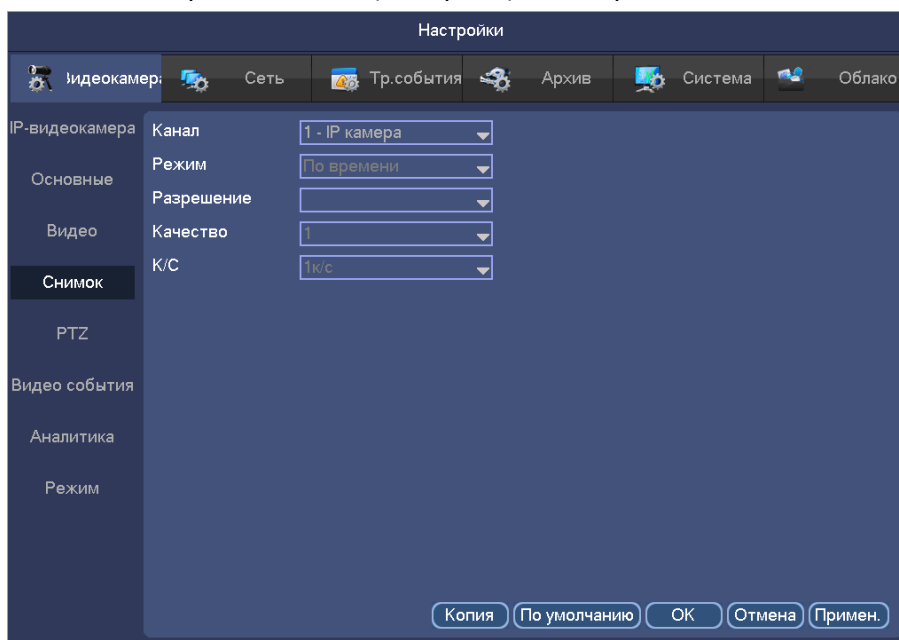 Настройки
Видеокамера Сеть Тр.события Архив Система Облако
IP-видеокамера
Основные
Видео
Снимок
PTZ
Видео события
Аналитика
Режим
Канал 1 - IP камера
Режим По времени
Разрешение
Качество 1
К/С 1к/с
Копия По умолчанию OK Отмена Примен.